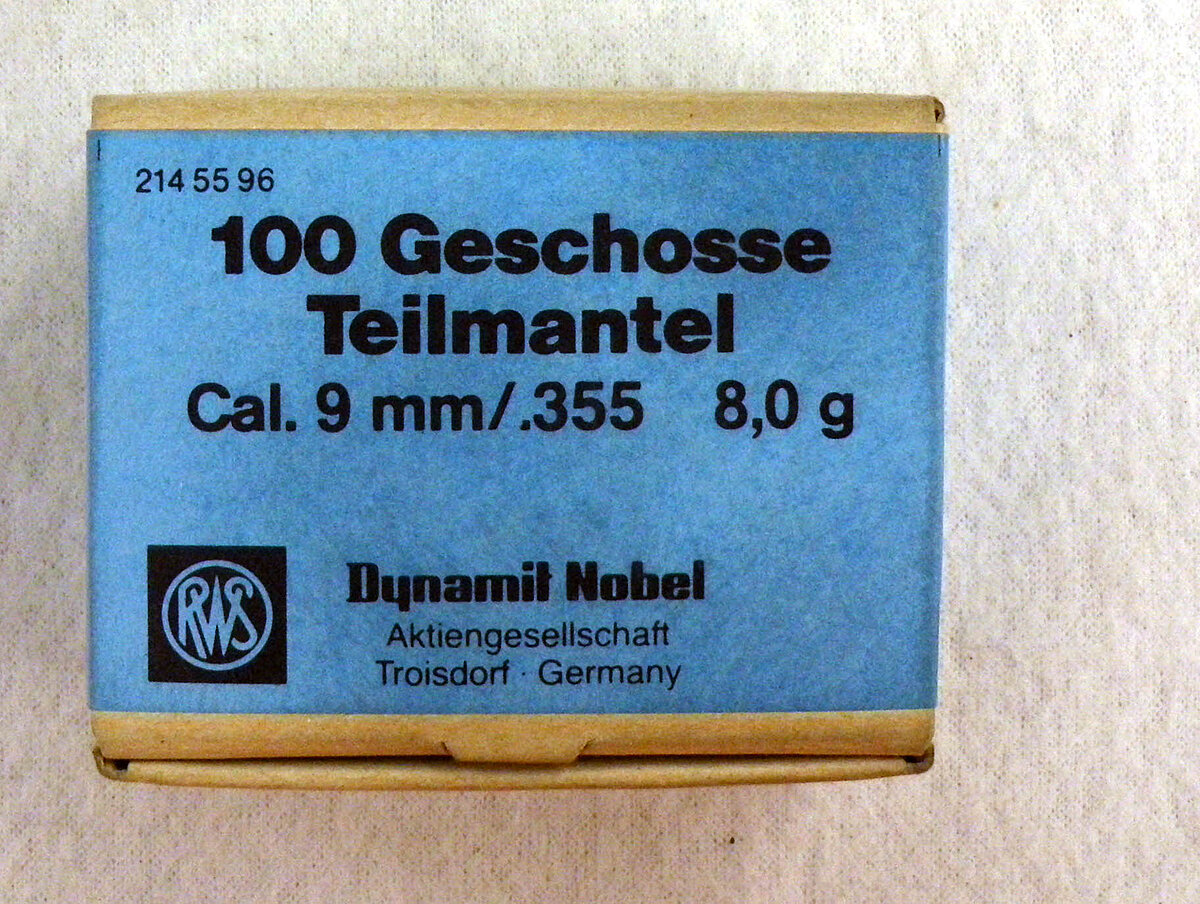 214 55 96
100 Geschosse
Teilmantel
Cal. 9 mm/.355 8,0 g
RWS
Dynamit Nobel
Aktiengesellschaft
Troisdorf · Germany